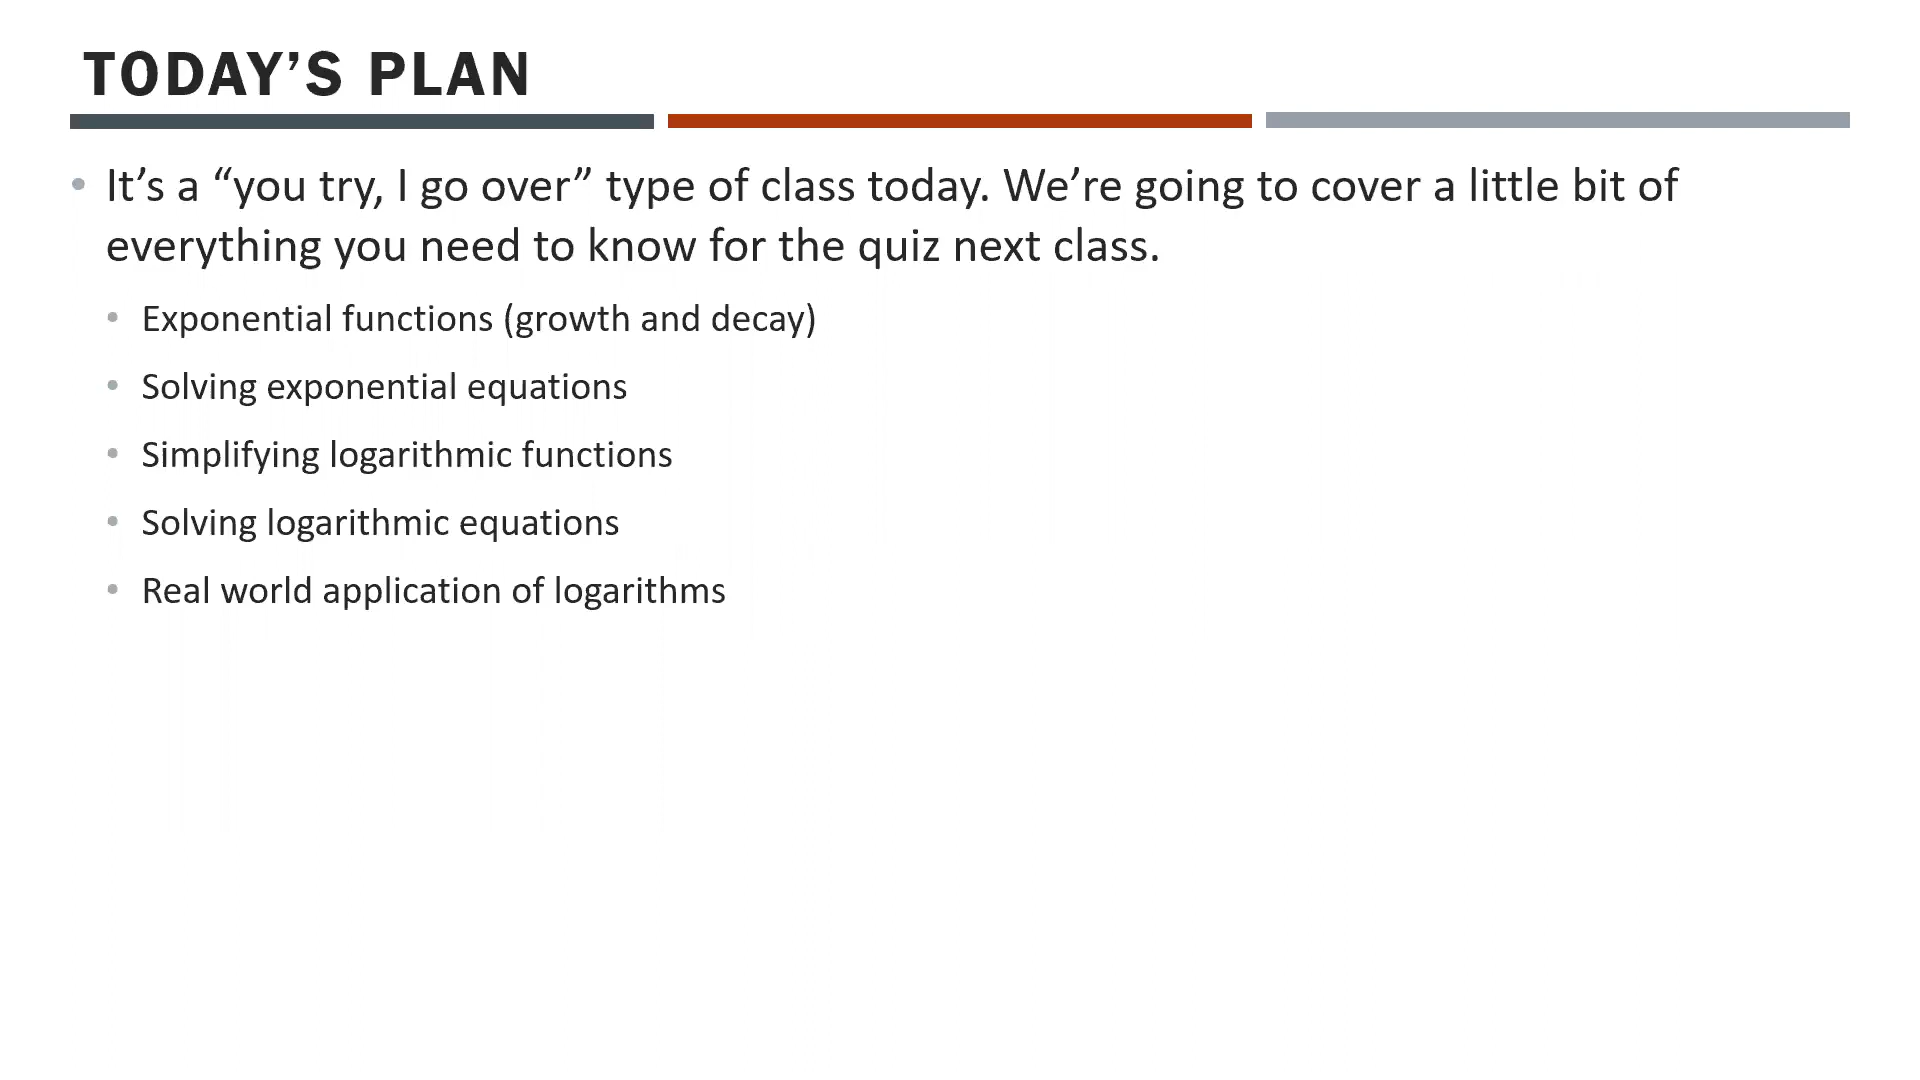 TODAY’S PLAN
• It’s a “you try, I go over” type of class today. We’re going to cover a little bit of
everything you need to know for the quiz next class.
• Exponential functions (growth and decay)
• Solving exponential equations
• Simplifying logarithmic functions
• Solving logarithmic equations
• Real world application of logarithms